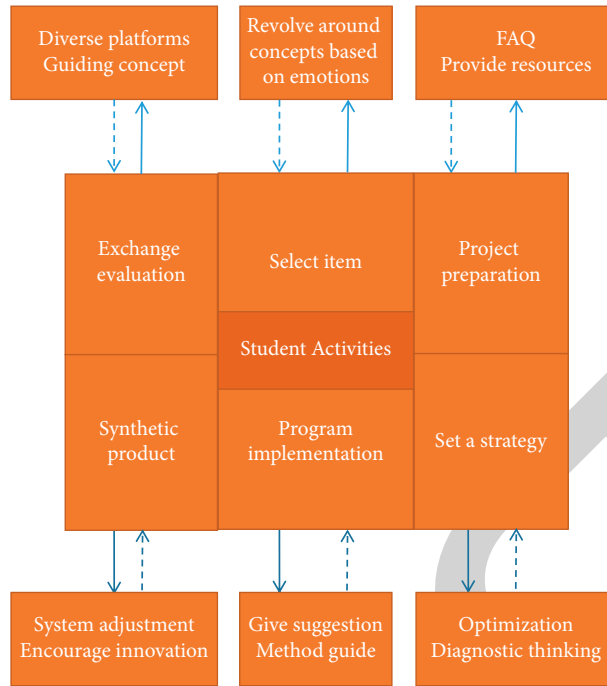 Diverse platforms
Guiding concept
Revolve around
concepts based
on emotions
FAQ
Provide resources
Exchange
evaluation
Select item
Project
preparation
Student Activities
Synthetic
product
Program
implementation
Set a strategy
System adjustment
Encourage innovation
Give suggestion
Method guide
Optimization
Diagnostic thinking